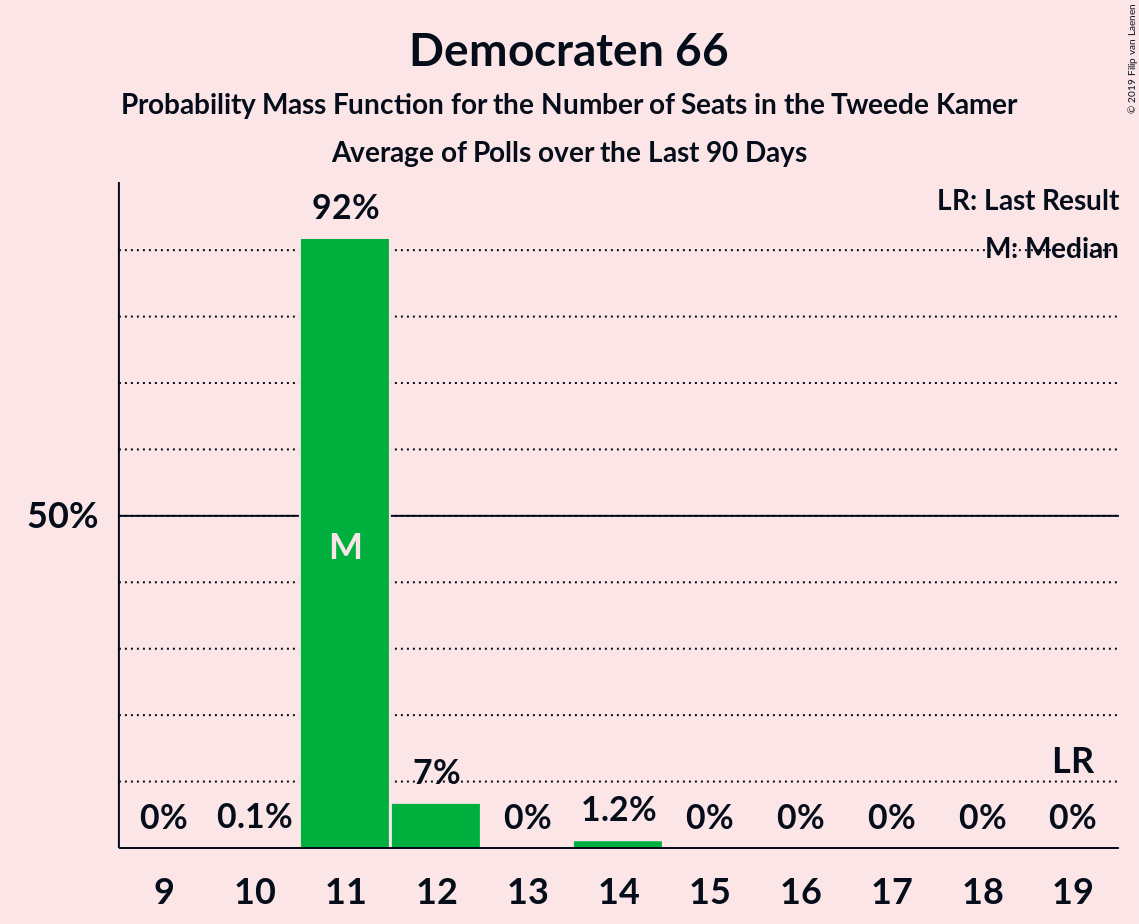 Democraten 66
Probability Mass Function for the Number of Seats in the Tweede Kamer
Average of Polls over the Last 90 Days
© 2019 Filip van Laenen
LR: Last Result
M: Median
92%
50%
M
7%
LR
0% 0.1% 0% 1.2% 0% 0% 0% 0% 0%
9 10 11 12 13 14 15 16 17 18 19